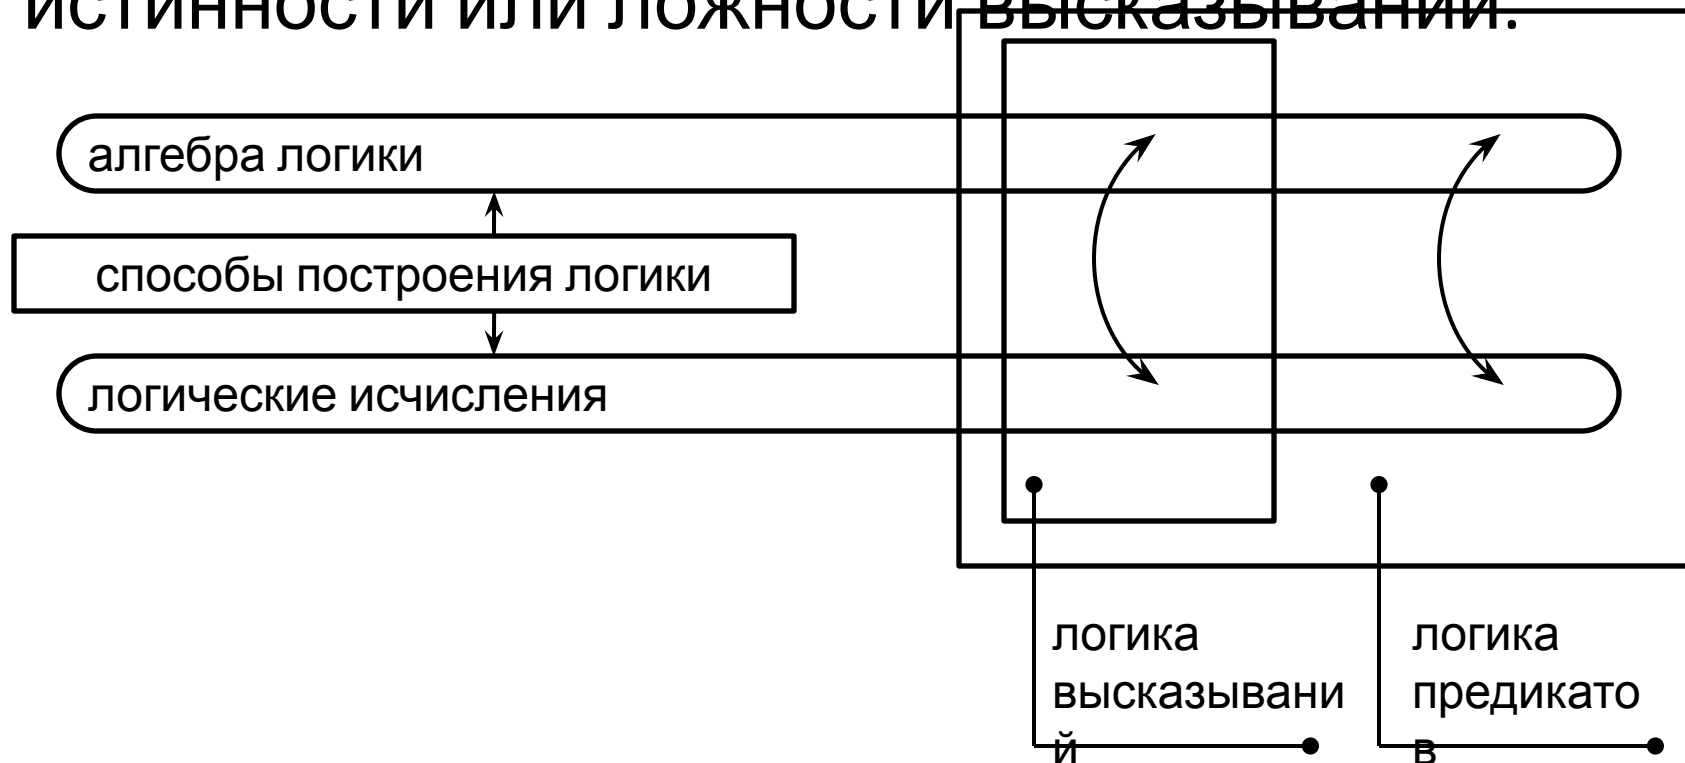 истинности или ложности высказываний.
алгебра логики
способы построения логики
логические исчисления
логика
высказывани
й
логика
предикато
в